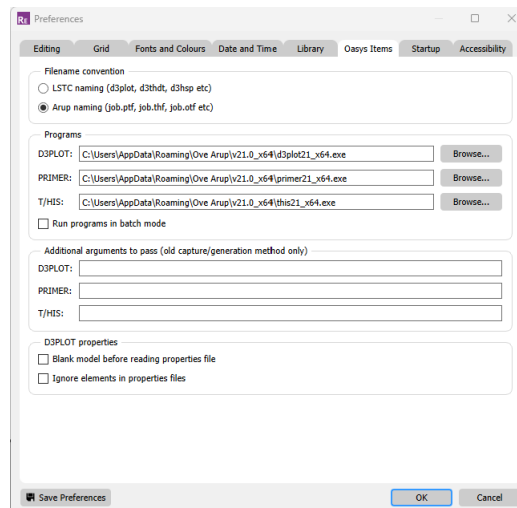 RE Preferences
Editing Grid Fonts and Colours Date and Time Library Oasys Items Startup Accessibility
Filename convention
LSTC naming (d3plot, d3thdt, d3hsp etc)
Arup naming (job.ptf, job.thf, job.otf etc)
Programs
D3PLOT: C:\Users\AppData\Roaming\Ove Arup\v21.0_x64\d3plot21_x64.exe Browse...
PRIMER: C:\Users\AppData\Roaming\Ove Arup\v21.0_x64\primer21_x64.exe Browse...
T/HIS: C:\Users\AppData\Roaming\Ove Arup\v21.0_x64\this21_x64.exe Browse...
Run programs in batch mode
Additional arguments to pass (old capture/generation method only)
D3PLOT:
PRIMER:
T/HIS:
D3PLOT properties
Blank model before reading properties file
Ignore elements in properties files
Save Preferences OK Cancel